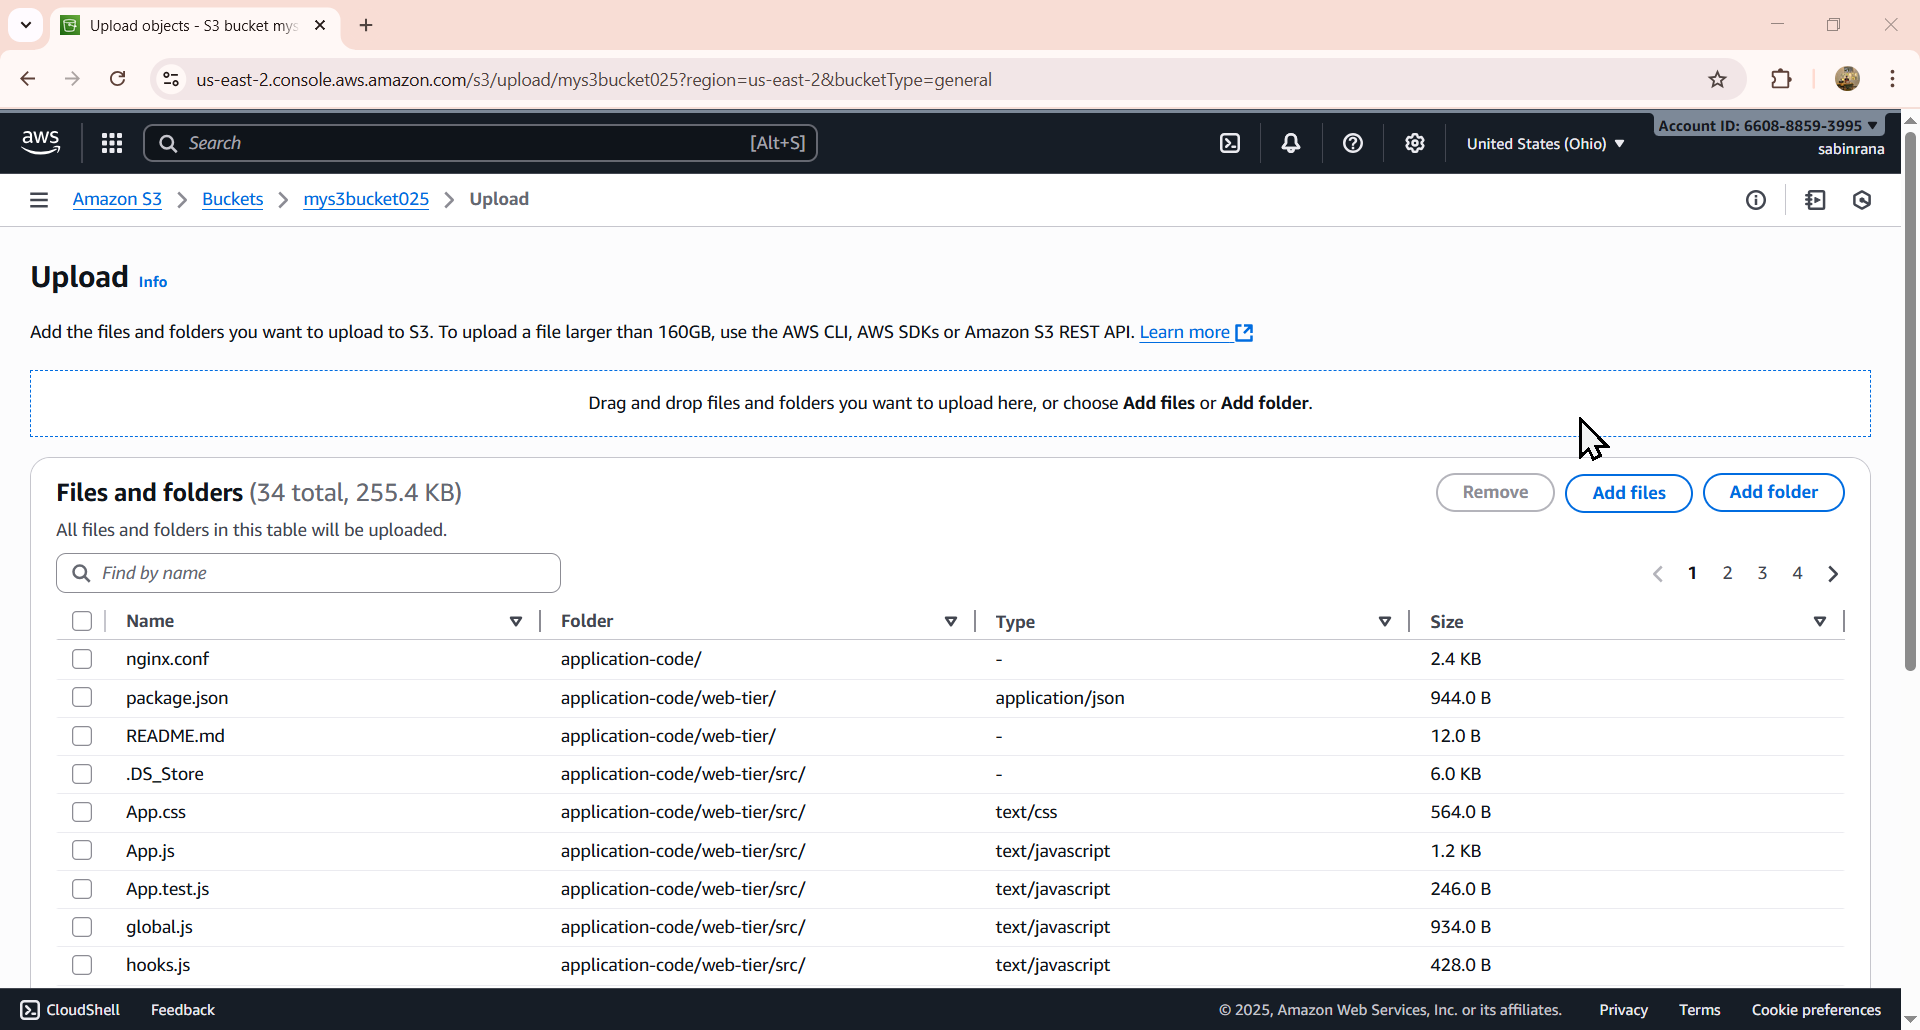 Upload objects - S3 bucket mys
us-east-2.console.aws.amazon.com/s3/upload/mys3bucket025?region=us-east-2&bucketType=general
aws
Search [Alt+S]
United States (Ohio)
Account ID: 6608-8859-3995
sabinrana
Amazon S3 > Buckets > mys3bucket025 > Upload
Upload Info
Add the files and folders you want to upload to S3. To upload a file larger than 160GB, use the AWS CLI, AWS SDKs or Amazon S3 REST API. Learn more
Drag and drop files and folders you want to upload here, or choose Add files or Add folder.
Files and folders (34 total, 255.4 KB)
Remove Add files Add folder
All files and folders in this table will be uploaded.
Find by name
1 2 3 4
Name Folder Type Size
nginx.conf application-code/ - 2.4 KB
package.json application-code/web-tier/ application/json 944.0 B
README.md application-code/web-tier/ - 12.0 B
.DS_Store application-code/web-tier/src/ - 6.0 KB
App.css application-code/web-tier/src/ text/css 564.0 B
App.js application-code/web-tier/src/ text/javascript 1.2 KB
App.test.js application-code/web-tier/src/ text/javascript 246.0 B
global.js application-code/web-tier/src/ text/javascript 934.0 B
hooks.js application-code/web-tier/src/ text/javascript 428.0 B
CloudShell Feedback © 2025, Amazon Web Services, Inc. or its affiliates. Privacy Terms Cookie preferences